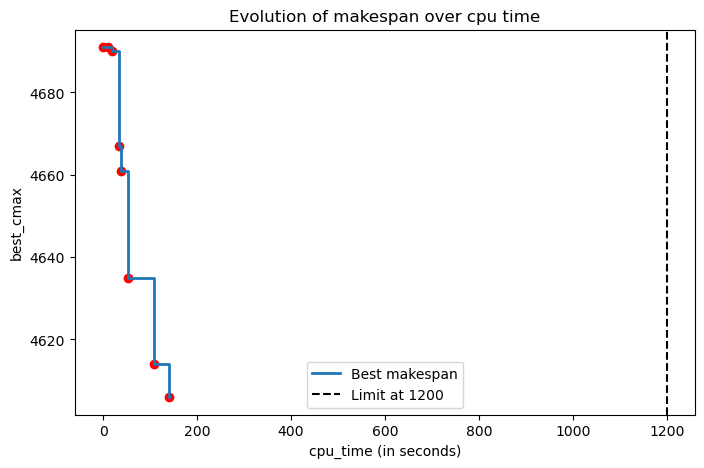 Evolution of makespan over cpu time
best_cmax
4680
4660
4640
4620
Best makespan
Limit at 1200
0
200
400
600
800
1000
1200
cpu_time (in seconds)